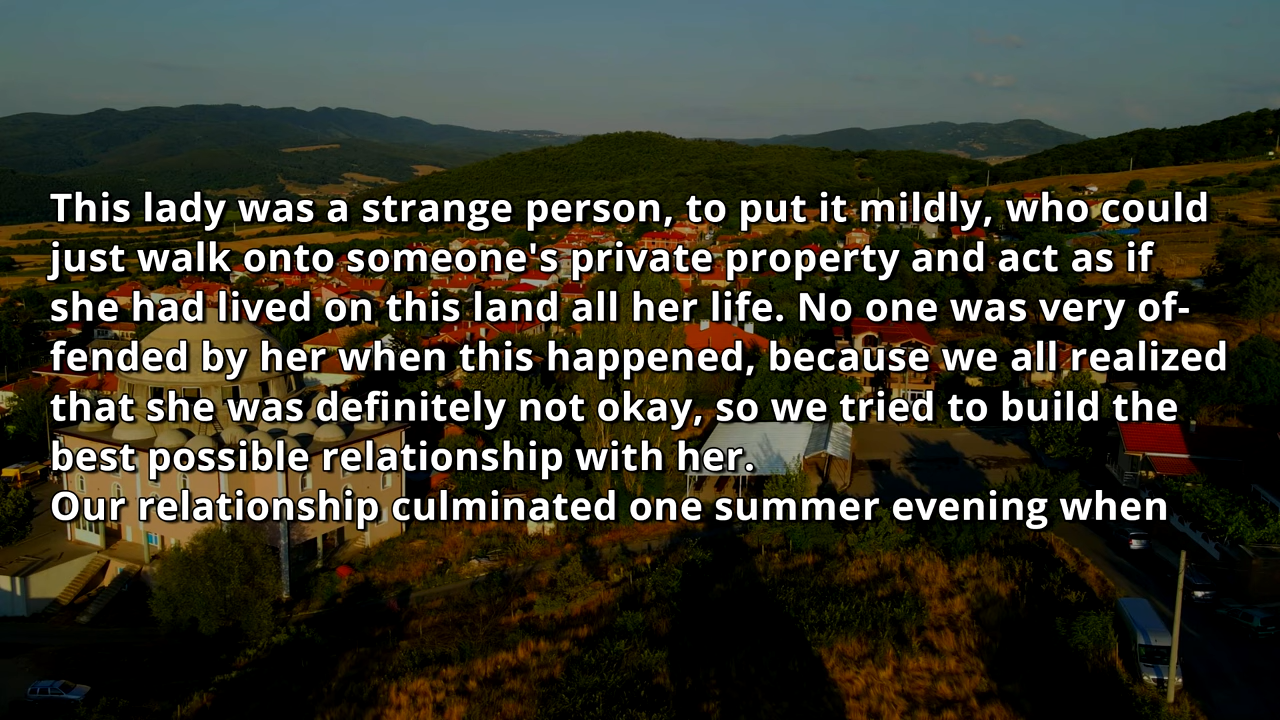 This lady was a strange person, to put it mildly, who could
just walk onto someone's private property and act as if
she had lived on this land all her life. No one was very of-
fended by her when this happened, because we all realized
that she was definitely not okay, so we tried to build the
best possible relationship with her.
Our relationship culminated one summer evening when